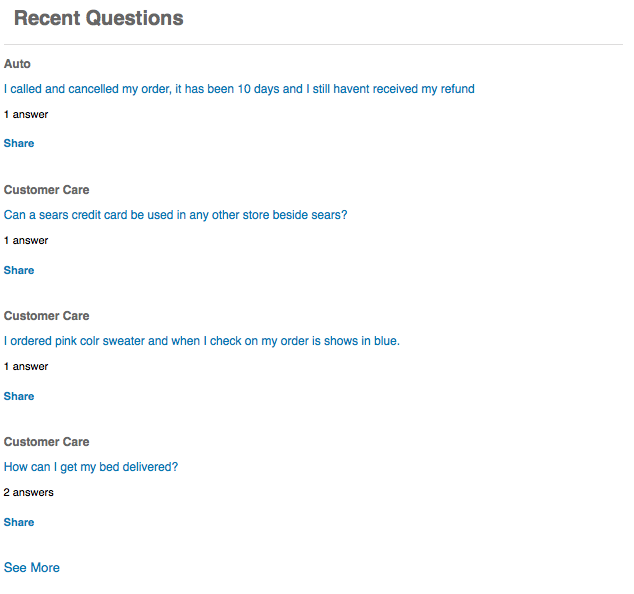 Recent Questions
Auto
I called and cancelled my order, it has been 10 days and I still havent received my refund
1 answer
Share
Customer Care
Can a sears credit card be used in any other store beside sears?
1 answer
Share
Customer Care
I ordered pink colr sweater and when I check on my order is shows in blue.
1 answer
Share
Customer Care
How can I get my bed delivered?
2 answers
Share
See More